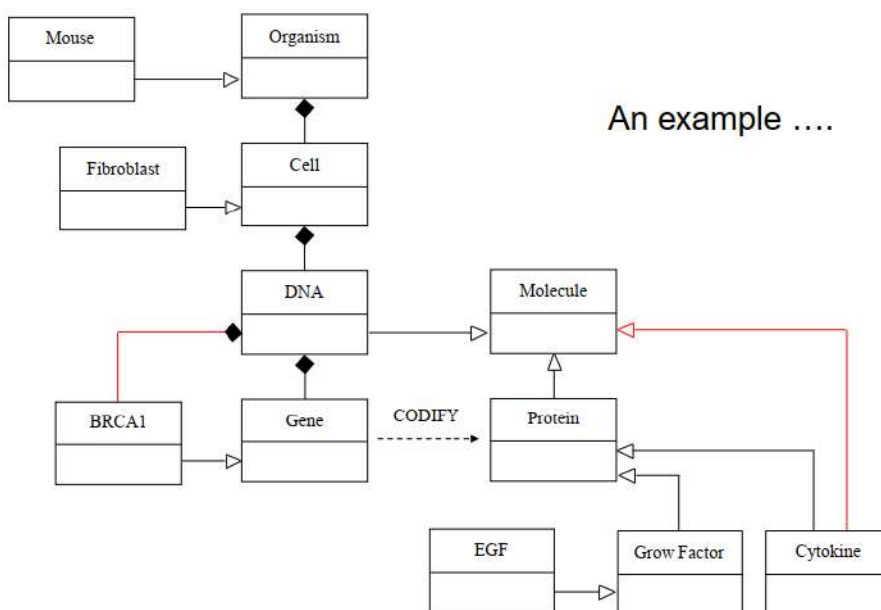 Mouse
Organism
An example ....
Fibroblast
Cell
DNA
Molecule
BRCA1
Gene
CODIFY
Protein
EGF
Grow Factor
Cytokine